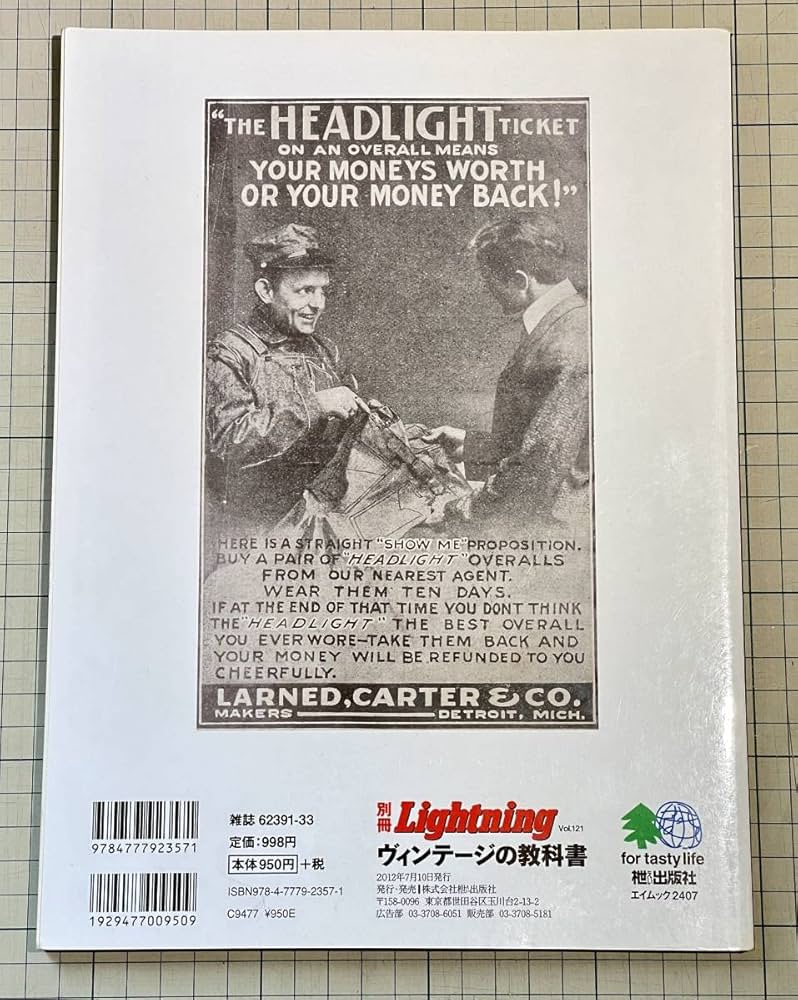 "THE HEADLIGHT TICKET
ON AN OVERALL MEANS
YOUR MONEYS WORTH
OR YOUR MONEY BACK!"
HERE IS A STRAIGHT "SHOW ME" PROPOSITION.
BUY A PAIR OF "HEADLIGHT" OVERALLS
FROM OUR NEAREST AGENT.
WEAR THEM TEN DAYS.
IF AT THE END OF THAT TIME YOU DONT THINK
THE "HEADLIGHT" THE BEST OVERALL
YOU EVER WORE—TAKE THEM BACK AND
YOUR MONEY WILL BE REFUNDED TO YOU
CHEERFULLY.
LARNED, CARTER & CO.
MAKERS DETROIT, MICH.
9784777923571
1929477009509
雑誌 62391-33
定価:998円
本体950円+税
ISBN978-4-7779-2357-1
C9477 ¥950E
別冊 Lightning Vol.121
ヴィンテージの教科書
2012年7月10日発行
発行・発売|株式会社枻出版社
〒158-0096 東京都世田谷区玉川台2-13-2
広告部 03-3708-6051 販売部 03-3708-5181
for tasty life
枻出版社
エイムック 2407